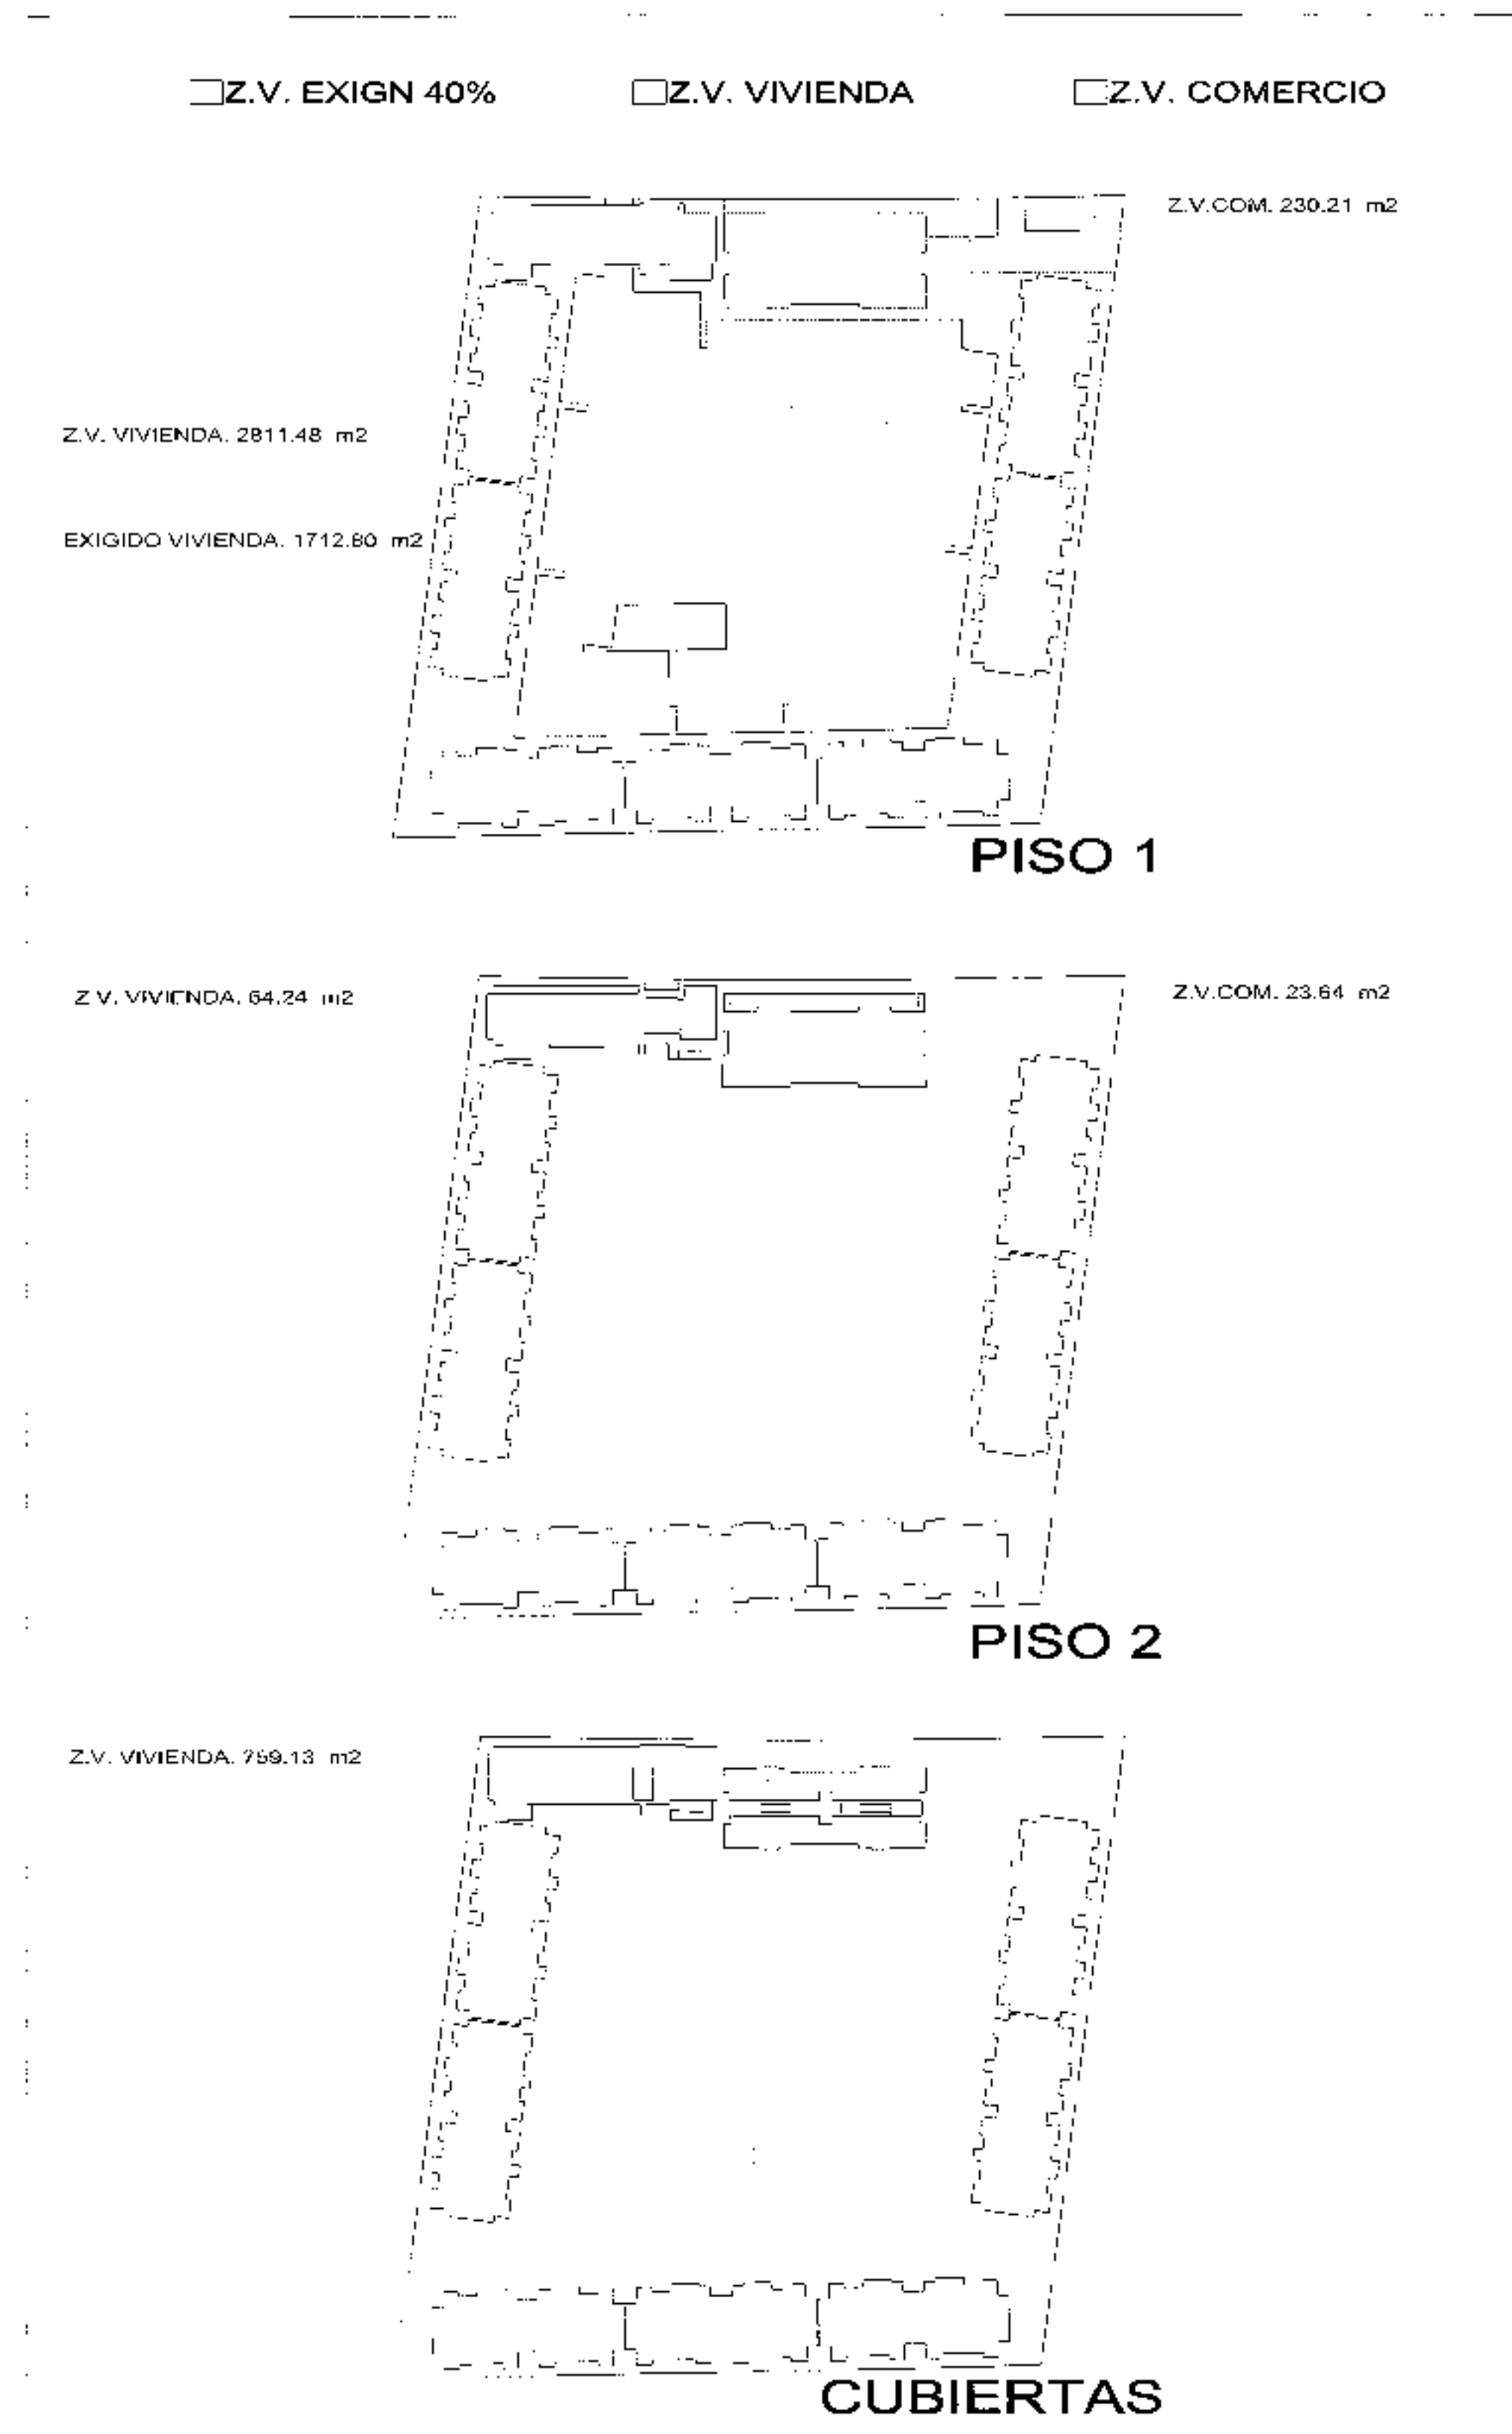 Z.V. EXIGN 40% Z.V. VIVIENDA Z.V. COMERCIO
Z.V.COM. 230.21 m2
Z.V. VIVIENDA. 2811.48 m2
EXIGIDO VIVIENDA. 1712.80 m2
PISO 1
Z.V. VIVIENDA. 64.24 m2
Z.V.COM. 23.64 m2
PISO 2
Z.V. VIVIENDA. 759.13 m2
CUBIERTAS